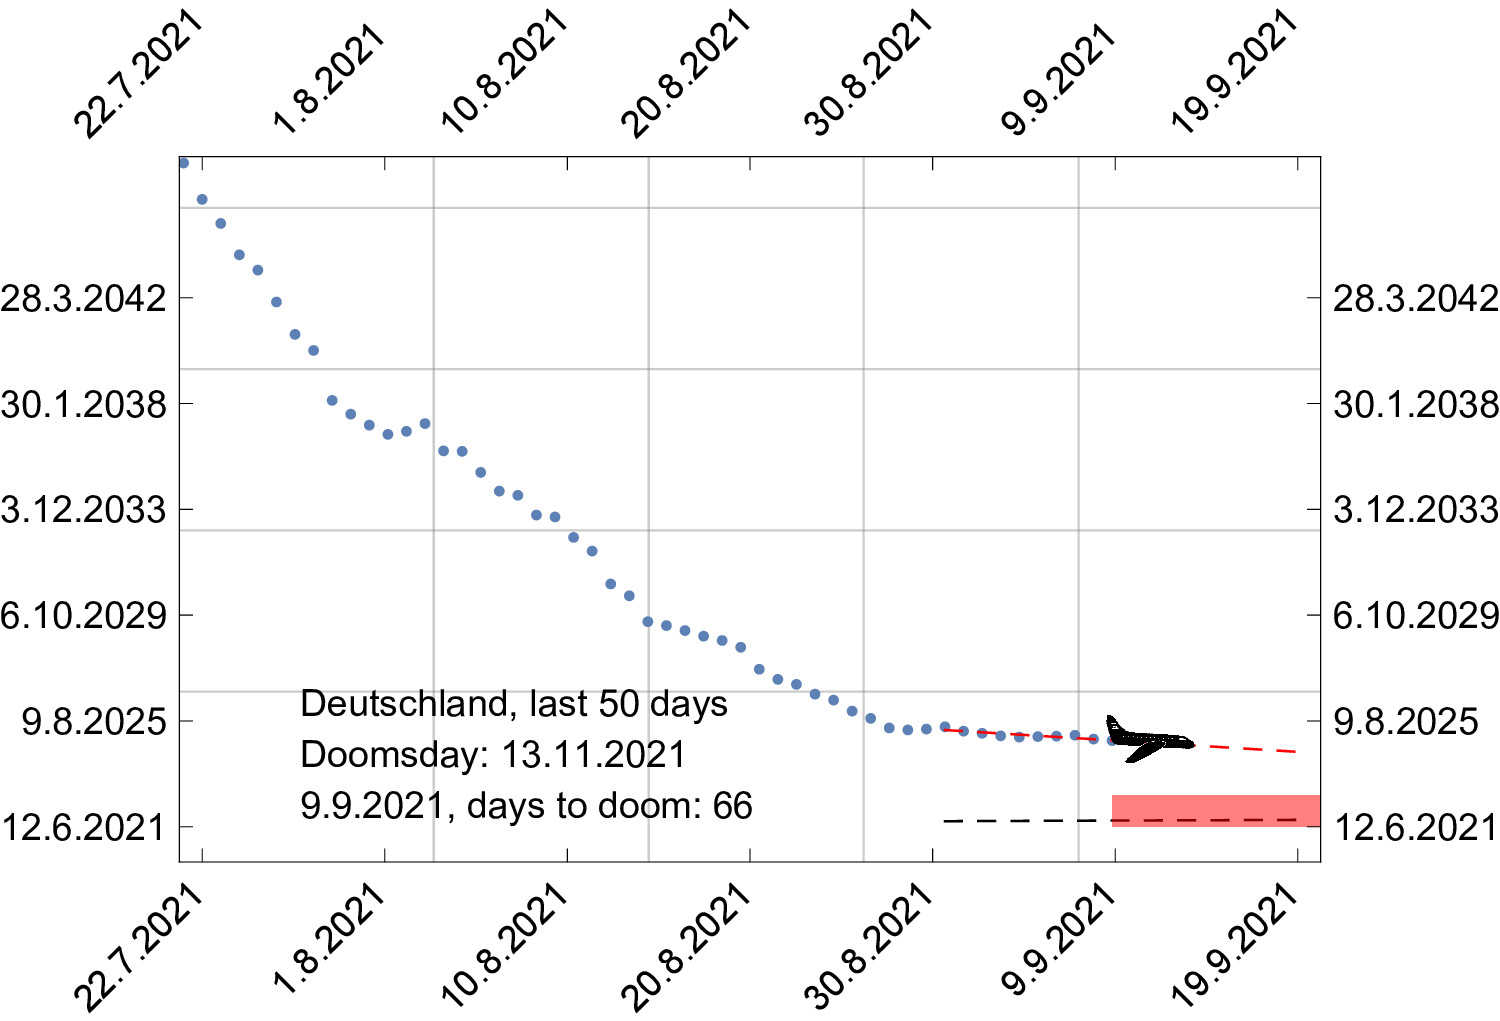 22.7.2021 1.8.2021 10.8.2021 20.8.2021 30.8.2021 9.9.2021 19.9.2021
28.3.2042 28.3.2042
30.1.2038 30.1.2038
3.12.2033 3.12.2033
6.10.2029 6.10.2029
Deutschland, last 50 days
9.8.2025 9.8.2025
Doomsday: 13.11.2021
9.9.2021, days to doom: 66
12.6.2021 12.6.2021
22.7.2021 1.8.2021 10.8.2021 20.8.2021 30.8.2021 9.9.2021 19.9.2021